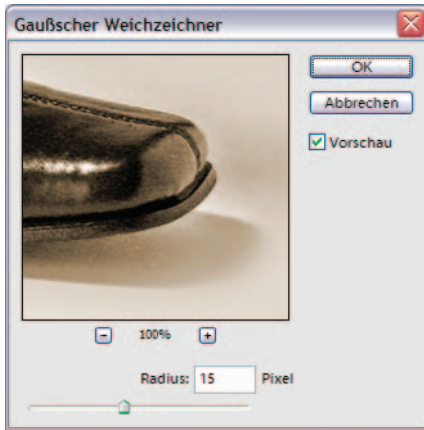 Gaußscher Weichzeichner
OK
Abbrechen
Vorschau
100%
Radius: 15 Pixel